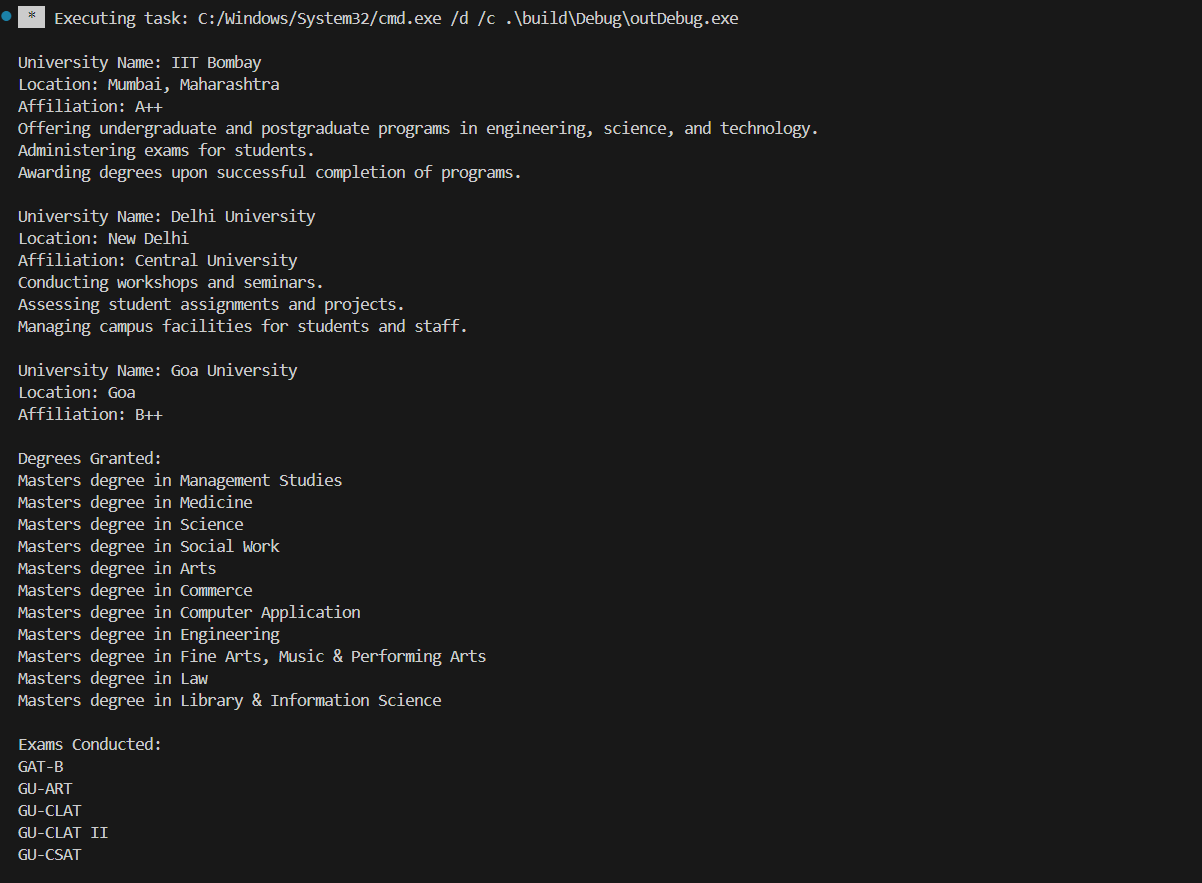 * Executing task: C:/Windows/System32/cmd.exe /d /c .\build\Debug\outDebug.exe
University Name: IIT Bombay
Location: Mumbai, Maharashtra
Affiliation: A++
Offering undergraduate and postgraduate programs in engineering, science, and technology.
Administering exams for students.
Awarding degrees upon successful completion of programs.
University Name: Delhi University
Location: New Delhi
Affiliation: Central University
Conducting workshops and seminars.
Assessing student assignments and projects.
Managing campus facilities for students and staff.
University Name: Goa University
Location: Goa
Affiliation: B++
Degrees Granted:
Masters degree in Management Studies
Masters degree in Medicine
Masters degree in Science
Masters degree in Social Work
Masters degree in Arts
Masters degree in Commerce
Masters degree in Computer Application
Masters degree in Engineering
Masters degree in Fine Arts, Music & Performing Arts
Masters degree in Law
Masters degree in Library & Information Science
Exams Conducted:
GAT-B
GU-ART
GU-CLAT
GU-CLAT II
GU-CSAT